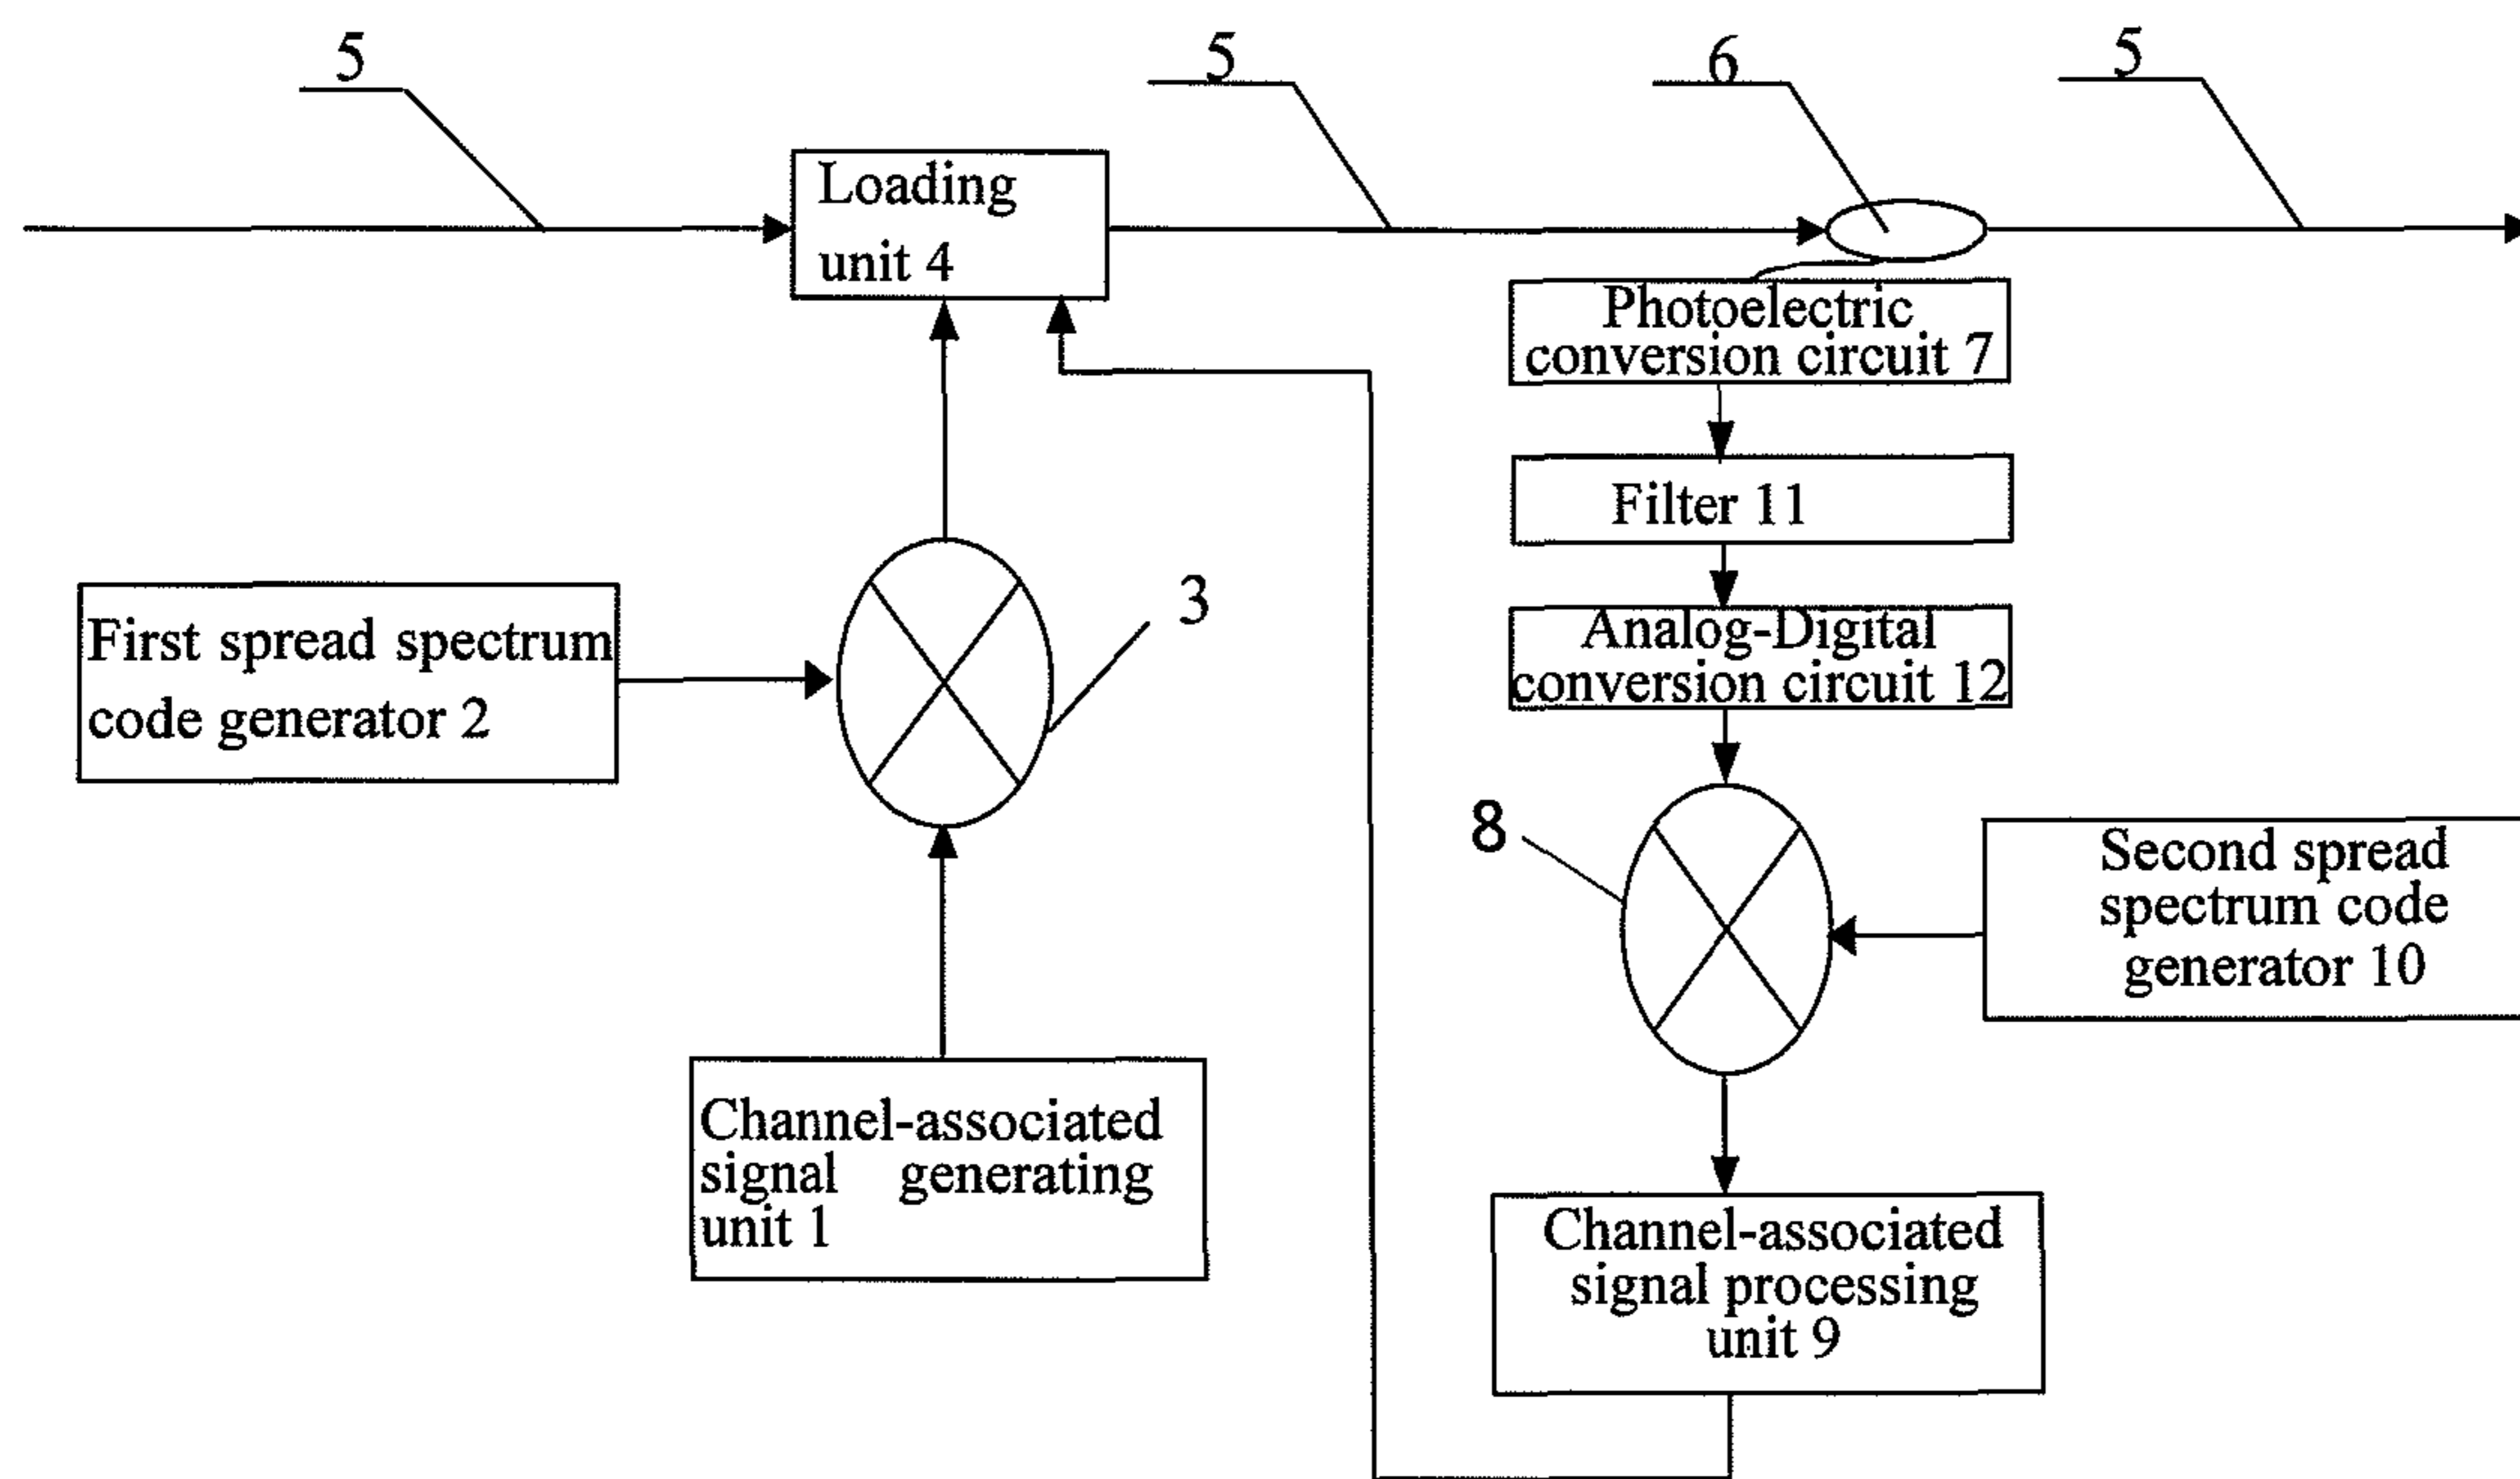 5
5
6
5
Loading
unit 4
Photoelectric
conversion circuit 7
Filter 11
First spread spectrum
code generator 2
3
Analog-Digital
conversion circuit 12
8
Second spread
spectrum code
generator 10
Channel-associated
signal generating
unit 1
Channel-associated
signal processing
unit 9